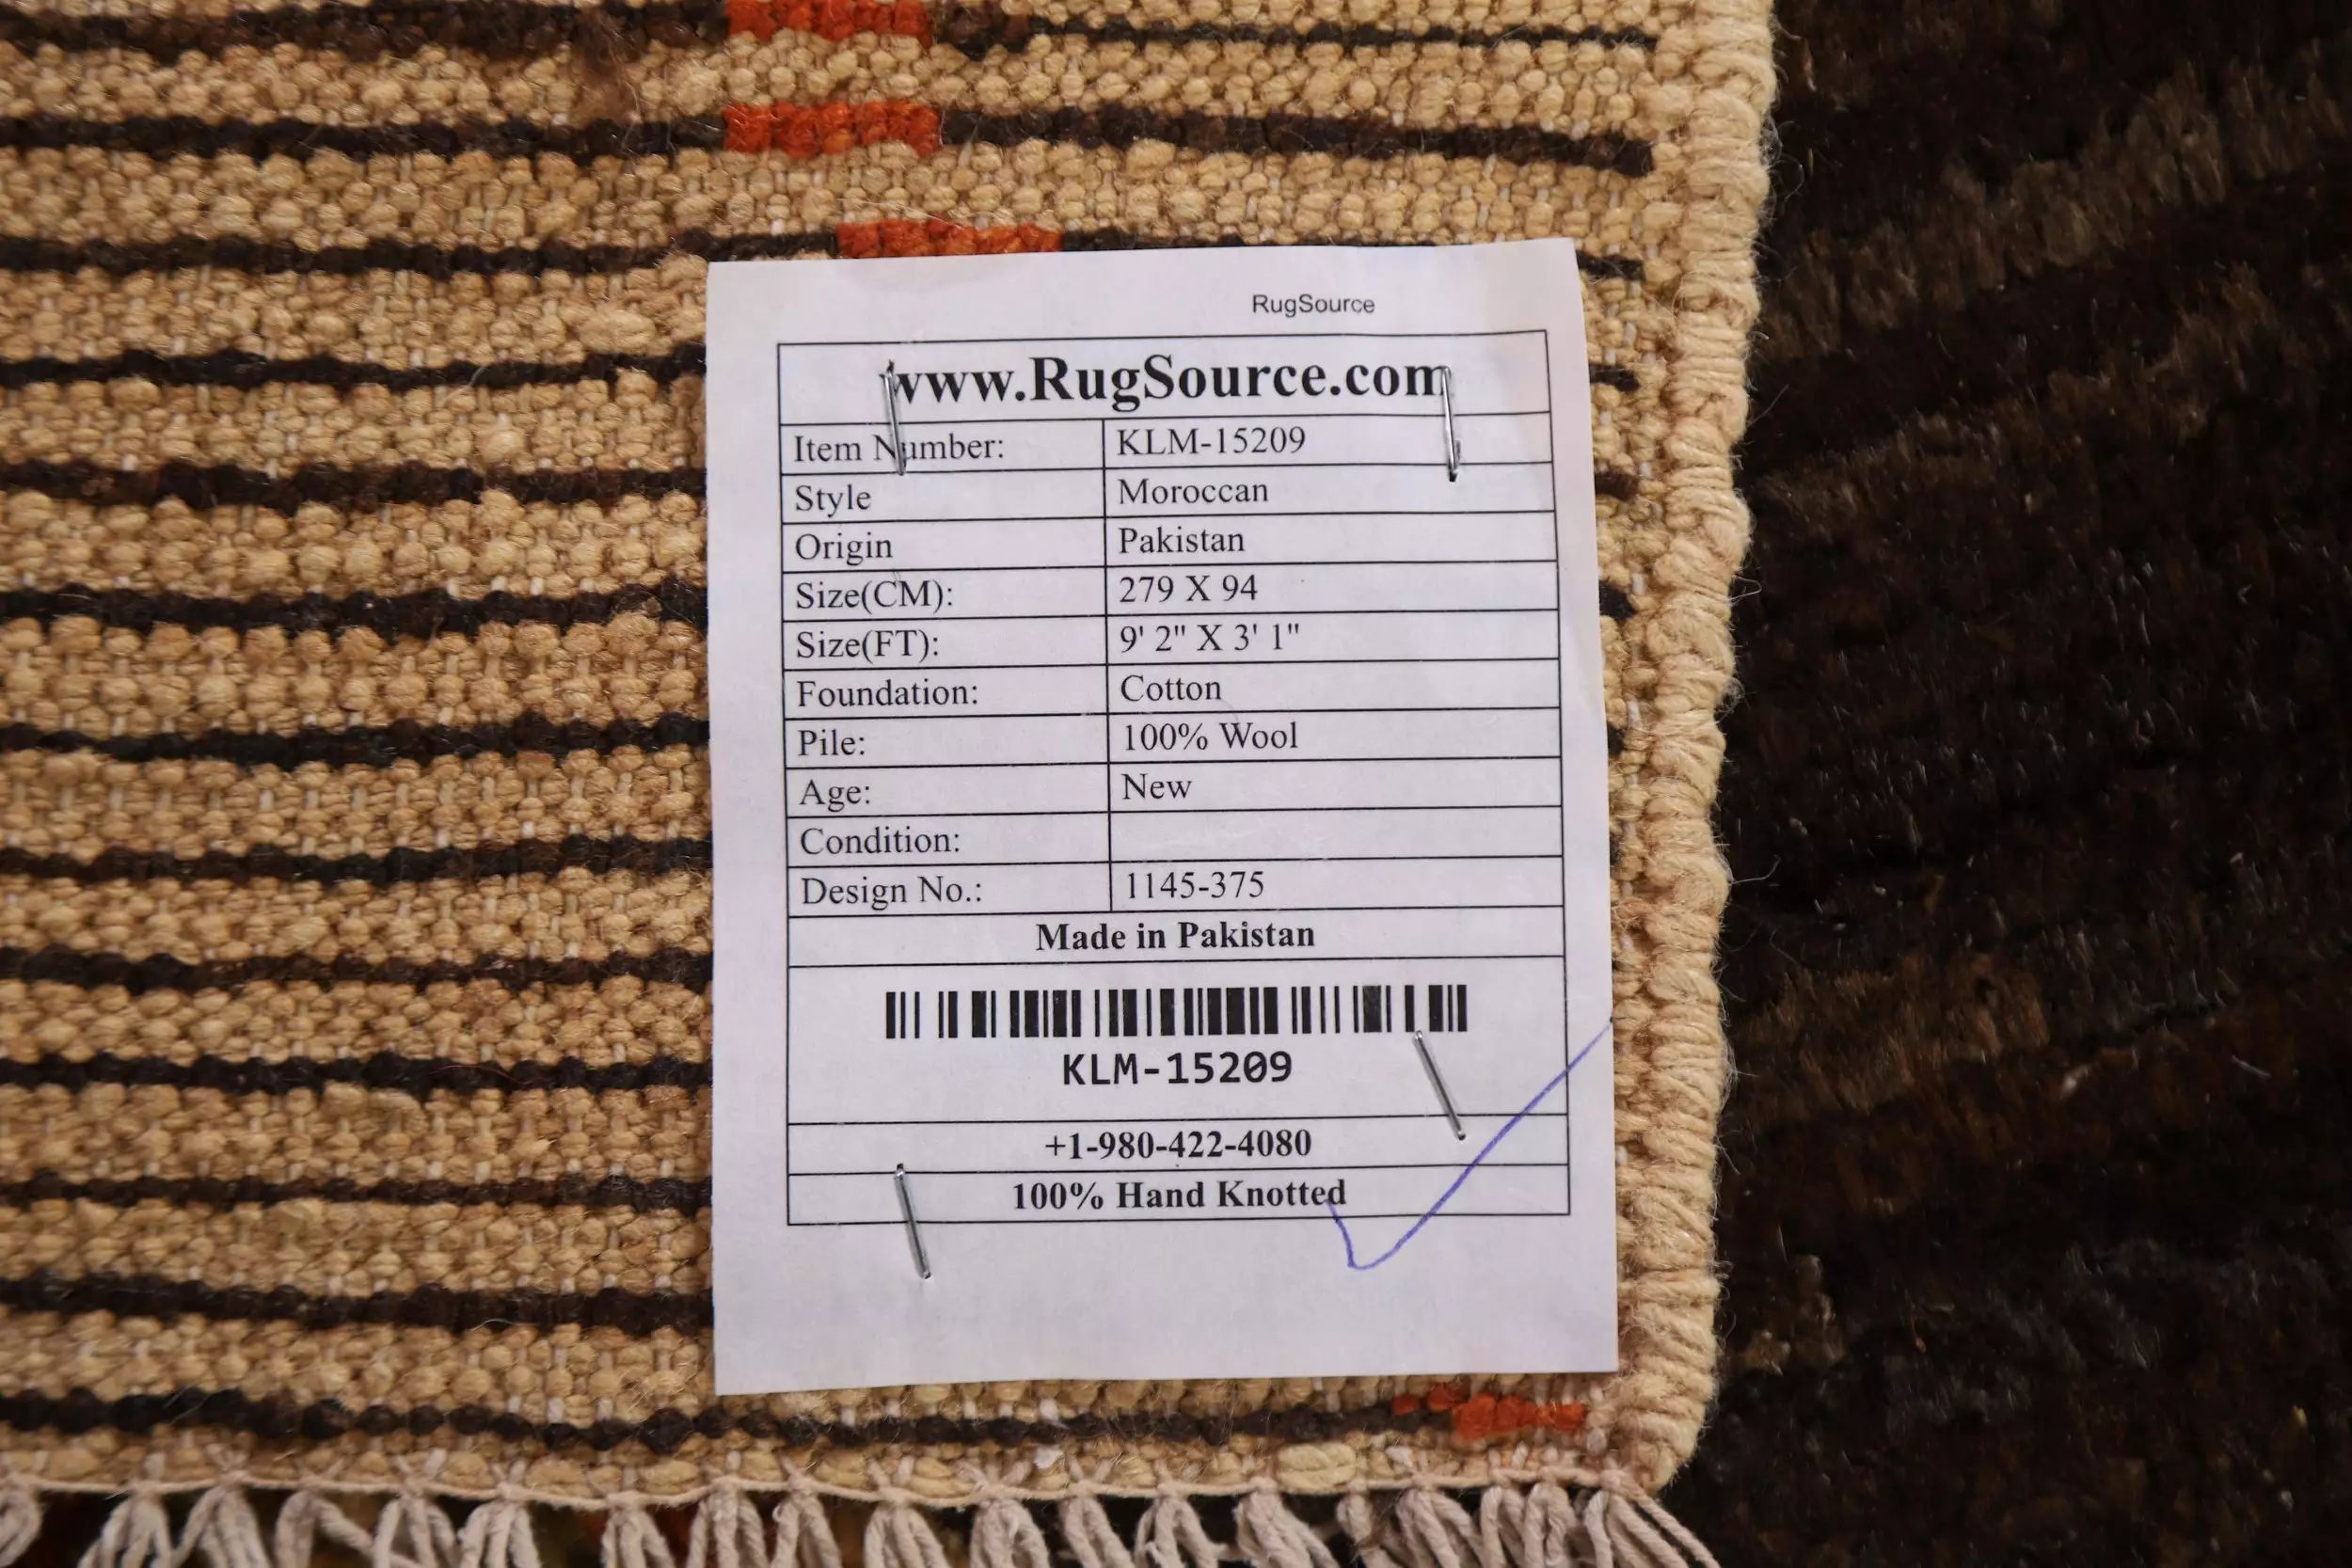 RugSource
www.RugSource.com
Item Number: KLM-15209
Style Moroccan
Origin Pakistan
Size(CM): 279 X 94
Size(FT): 9' 2" X 3' 1"
Foundation: Cotton
Pile: 100% Wool
Age: New
Condition:
Design No.: 1145-375
Made in Pakistan
KLM-15209
+1-980-422-4080
100% Hand Knotted